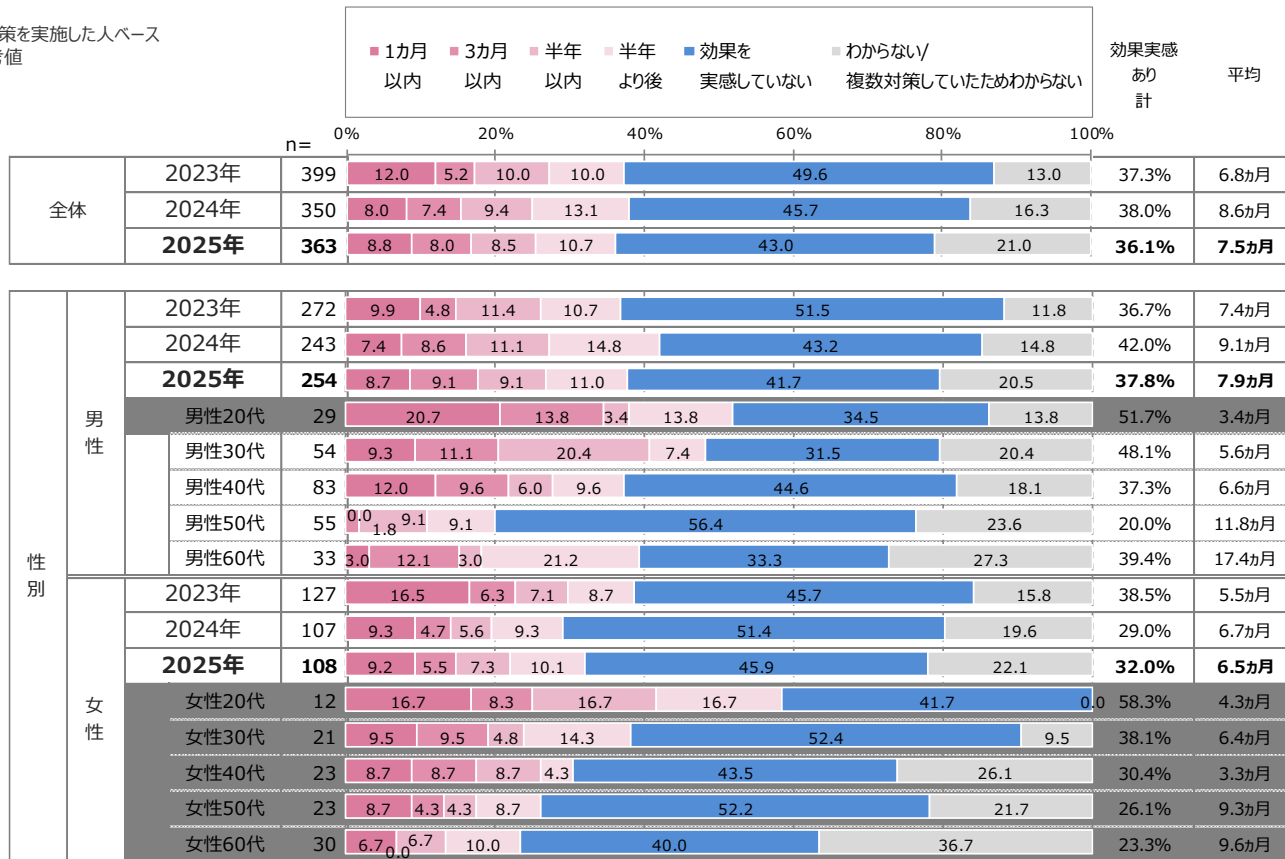 策を実施した人ベース
考値
■ 1カ月以内 ■ 3カ月以内 ■ 半年以内 ■ 半年より後 ■ 効果を実感していない ■ わからない/複数対策していたためわからない
効果実感あり計 平均
n= 0% 20% 40% 60% 80% 100%
全体
2023年 399 12.0 5.2 10.0 10.0 49.6 13.0 37.3% 6.8ヵ月
2024年 350 8.0 7.4 9.4 13.1 45.7 16.3 38.0% 8.6ヵ月
2025年 363 8.8 8.0 8.5 10.7 43.0 21.0 36.1% 7.5ヵ月
性別
男性
2023年 272 9.9 4.8 11.4 10.7 51.5 11.8 36.7% 7.4ヵ月
2024年 243 7.4 8.6 11.1 14.8 43.2 14.8 42.0% 9.1ヵ月
2025年 254 8.7 9.1 9.1 11.0 41.7 20.5 37.8% 7.9ヵ月
男性20代 29 20.7 13.8 3.4 13.8 34.5 13.8 51.7% 3.4ヵ月
男性30代 54 9.3 11.1 20.4 7.4 31.5 20.4 48.1% 5.6ヵ月
男性40代 83 12.0 9.6 6.0 9.6 44.6 18.1 37.3% 6.6ヵ月
男性50代 55 0.0 1.8 9.1 9.1 56.4 23.6 20.0% 11.8ヵ月
男性60代 33 3.0 12.1 3.0 21.2 33.3 27.3 39.4% 17.4ヵ月
女性
2023年 127 16.5 6.3 7.1 8.7 45.7 15.8 38.5% 5.5ヵ月
2024年 107 9.3 4.7 5.6 9.3 51.4 19.6 29.0% 6.7ヵ月
2025年 108 9.2 5.5 7.3 10.1 45.9 22.1 32.0% 6.5ヵ月
女性20代 12 16.7 8.3 16.7 16.7 41.7 0.0 58.3% 4.3ヵ月
女性30代 21 9.5 9.5 4.8 14.3 52.4 9.5 38.1% 6.4ヵ月
女性40代 23 8.7 8.7 8.7 4.3 43.5 26.1 30.4% 3.3ヵ月
女性50代 23 8.7 4.3 4.3 8.7 52.2 21.7 26.1% 9.3ヵ月
女性60代 30 6.7 0.0 6.7 10.0 40.0 36.7 23.3% 9.6ヵ月